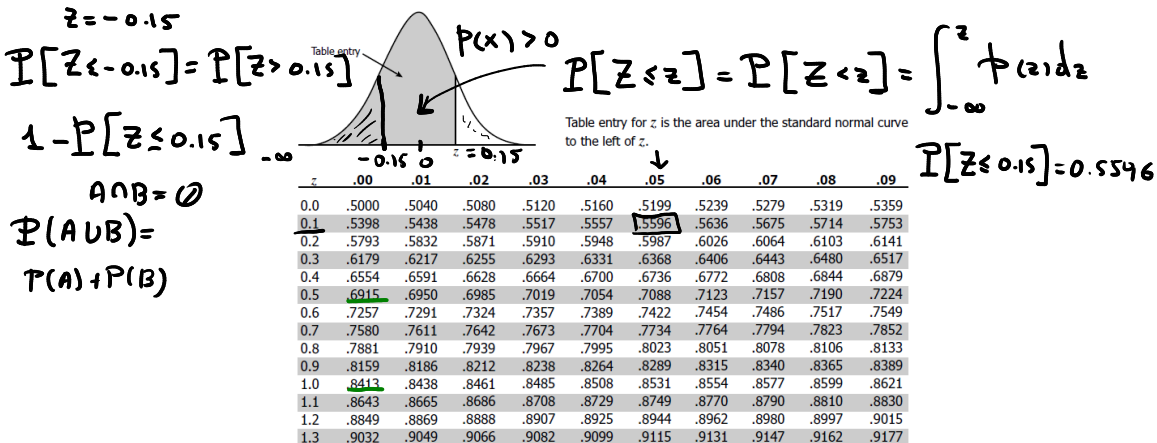 z = -0.15
P[Z ≤ -0.15] = P[Z > 0.15]
1 - P[Z ≤ 0.15]
A∩B = ∅
P(A∪B) =
P(A) + P(B)
Table entry
p(x) > 0
-∞
-0.15 0 z = 0.15
P[Z ≤ z] = P[Z < z] = ∫_{-∞}^{z} p(z)dz
Table entry for z is the area under the standard normal curve
to the left of z.
P[Z ≤ 0.15] = 0.5596
z .00 .01 .02 .03 .04 .05 .06 .07 .08 .09
0.0 .5000 .5040 .5080 .5120 .5160 .5199 .5239 .5279 .5319 .5359
0.1 .5398 .5438 .5478 .5517 .5557 .5596 .5636 .5675 .5714 .5753
0.2 .5793 .5832 .5871 .5910 .5948 .5987 .6026 .6064 .6103 .6141
0.3 .6179 .6217 .6255 .6293 .6331 .6368 .6406 .6443 .6480 .6517
0.4 .6554 .6591 .6628 .6664 .6700 .6736 .6772 .6808 .6844 .6879
0.5 .6915 .6950 .6985 .7019 .7054 .7088 .7123 .7157 .7190 .7224
0.6 .7257 .7291 .7324 .7357 .7389 .7422 .7454 .7486 .7517 .7549
0.7 .7580 .7611 .7642 .7673 .7704 .7734 .7764 .7794 .7823 .7852
0.8 .7881 .7910 .7939 .7967 .7995 .8023 .8051 .8078 .8106 .8133
0.9 .8159 .8186 .8212 .8238 .8264 .8289 .8315 .8340 .8365 .8389
1.0 .8413 .8438 .8461 .8485 .8508 .8531 .8554 .8577 .8599 .8621
1.1 .8643 .8665 .8686 .8708 .8729 .8749 .8770 .8790 .8810 .8830
1.2 .8849 .8869 .8888 .8907 .8925 .8944 .8962 .8980 .8997 .9015
1.3 .9032 .9049 .9066 .9082 .9099 .9115 .9131 .9147 .9162 .9177